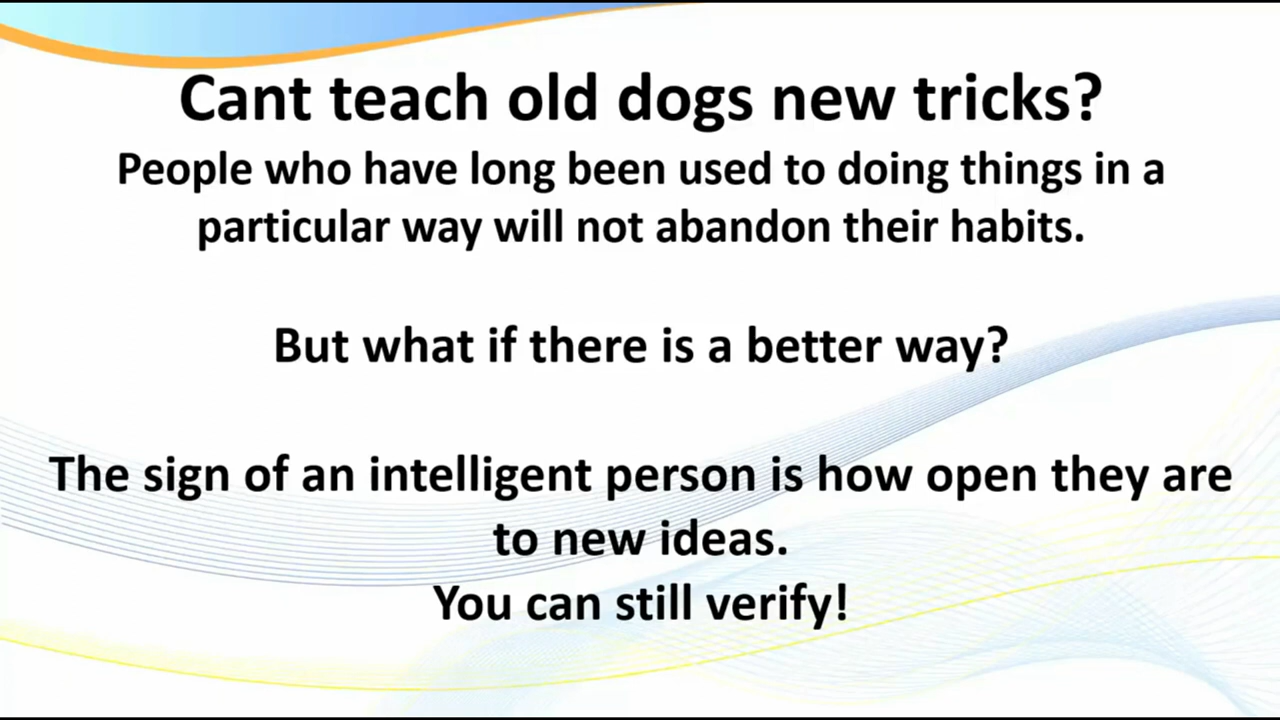 Cant teach old dogs new tricks?
People who have long been used to doing things in a
particular way will not abandon their habits.
But what if there is a better way?
The sign of an intelligent person is how open they are
to new ideas.
You can still verify!